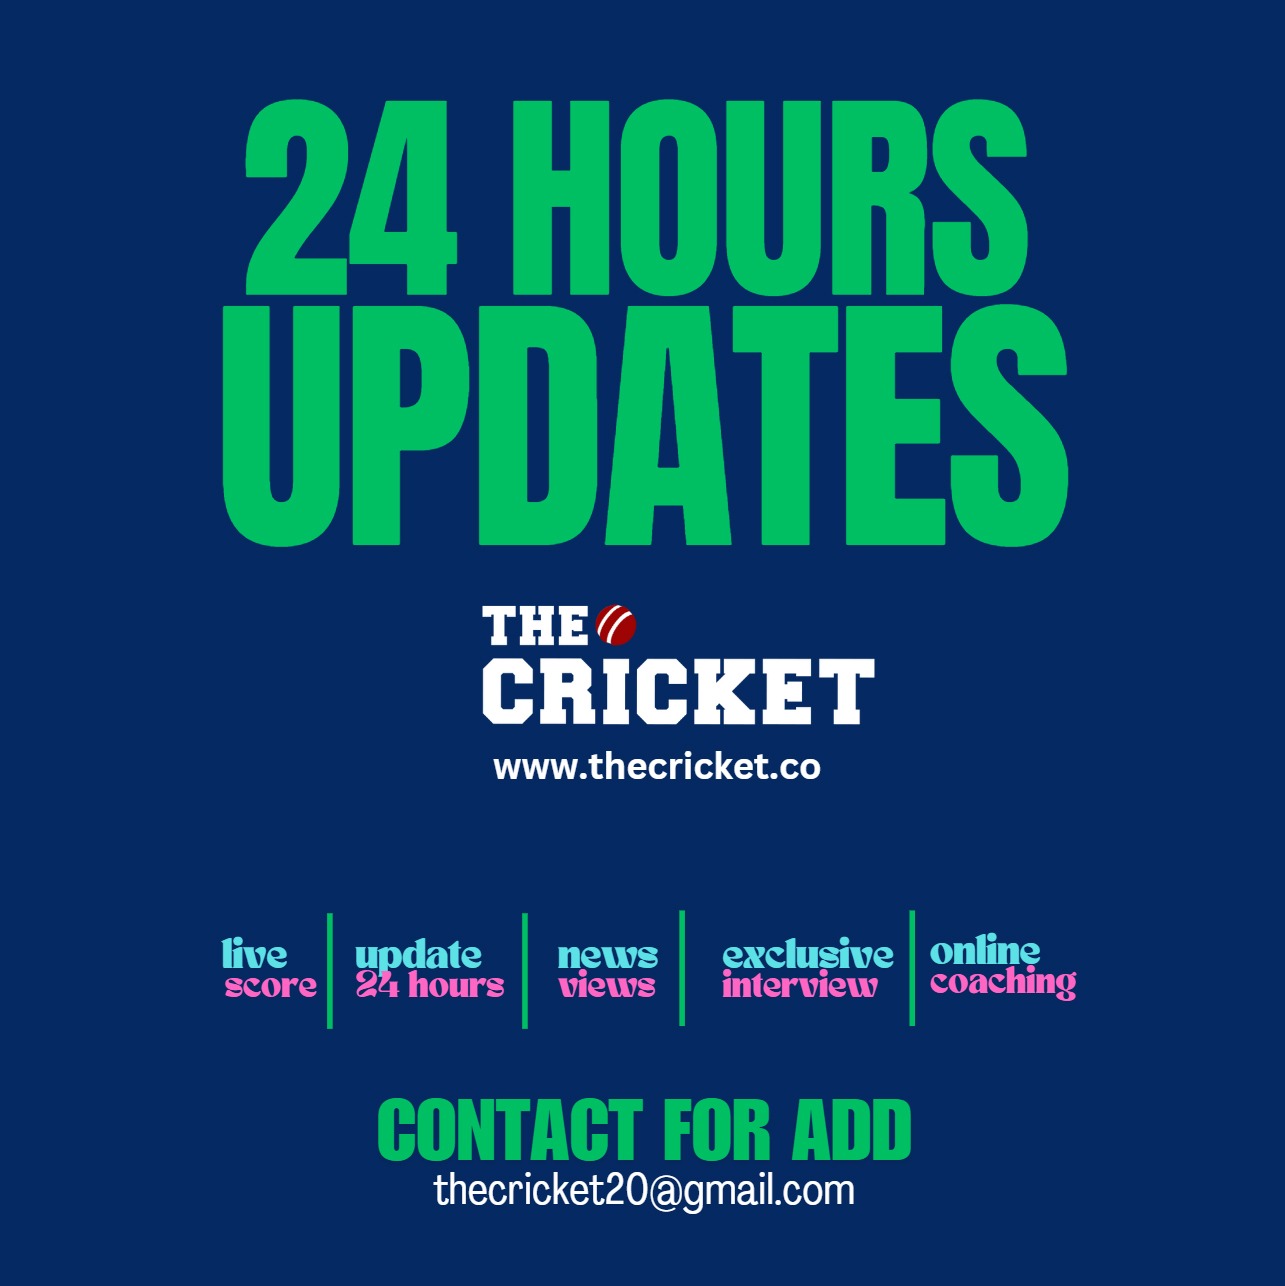 24 HOURS
UPDATES
THE
CRICKET
www.thecricket.co
live
score
update
24 hours
news
views
exclusive
interview
online
coaching
CONTACT FOR ADD
thecricket20@gmail.com